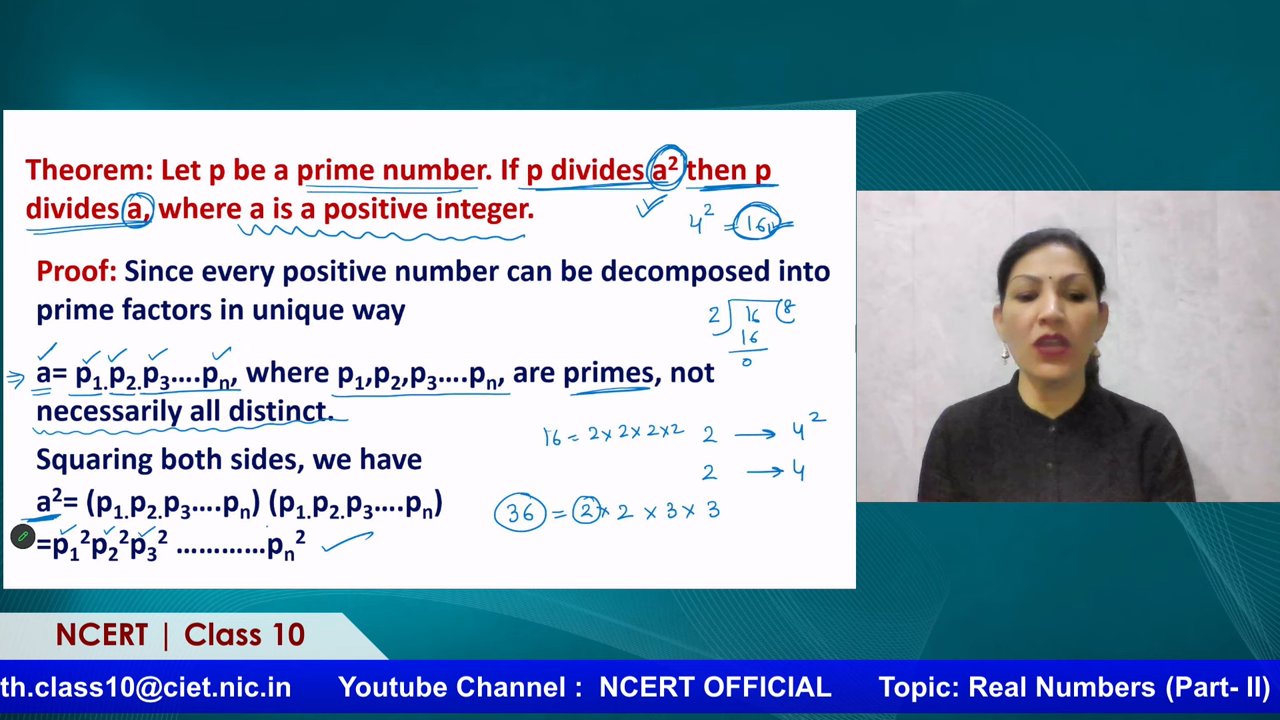 Theorem: Let p be a prime number. If p divides a² then p
divides a, where a is a positive integer.
4² = 16
Proof: Since every positive number can be decomposed into
prime factors in unique way
2 16 8
16
0
a= p₁.p₂.p₃....pₙ, where p₁,p₂,p₃....pₙ, are primes, not
necessarily all distinct.
16 = 2 × 2 × 2 × 2
2 → 4²
2 → 4
Squaring both sides, we have
a²= (p₁.p₂.p₃....pₙ) (p₁.p₂.p₃....pₙ)
36 = 2 × 2 × 3 × 3
=p₁²p₂²p₃² ............pₙ²
NCERT | Class 10
th.class10@ciet.nic.in Youtube Channel : NCERT OFFICIAL Topic: Real Numbers (Part- II)